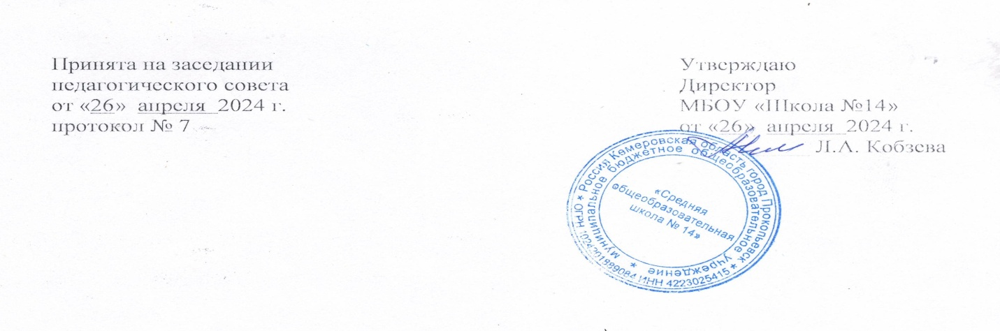 Принята на заседании
педагогического совета
от «26» апреля 2024 г.
протокол № 7
Утверждаю
Директор
МБОУ «Школа №14»
от «26» апреля 2024 г.
Л.А. Кобзева
* Россия Кемеровская область город Прокопьевск *
ОГРН 1024201889084 ИНН 4223025415
муниципальное бюджетное общеобразовательное учреждение *
«Средняя
общеобразовательная
школа № 14»